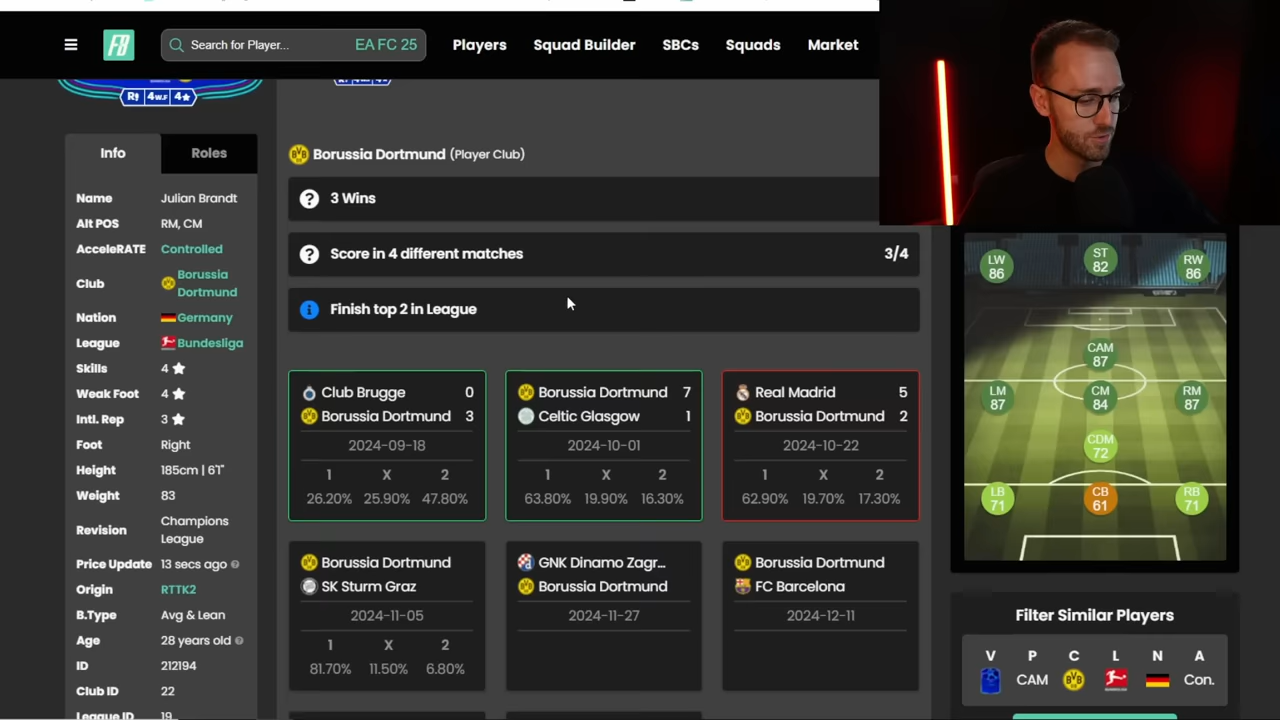 FB
Search for Player...
EA FC 25
Players
Squad Builder
SBCs
Squads
Market
R
4 W.F
4
4 W.F
4
Info
Roles
Name
Julian Brandt
Alt POS
RM, CM
AcceleRATE
Controlled
Club
Borussia
Dortmund
Nation
Germany
League
Bundesliga
Skills
4
Weak Foot
4
Intl. Rep
3
Foot
Right
Height
185cm | 6'1"
Weight
83
Revision
Champions
League
Price Update
13 secs ago
Origin
RTTK2
B.Type
Avg & Lean
Age
28 years old
ID
212194
Club ID
22
League ID
19
Borussia Dortmund (Player Club)
3 Wins
Score in 4 different matches
3/4
Finish top 2 in League
Club Brugge 0
Borussia Dortmund 3
2024-09-18
1 X 2
26.20% 25.90% 47.80%
Borussia Dortmund 7
Celtic Glasgow 1
2024-10-01
1 X 2
63.80% 19.90% 16.30%
Real Madrid 5
Borussia Dortmund 2
2024-10-22
1 X 2
62.90% 19.70% 17.30%
Borussia Dortmund
SK Sturm Graz
2024-11-05
1 X 2
81.70% 11.50% 6.80%
GNK Dinamo Zagr...
Borussia Dortmund
2024-11-27
Borussia Dortmund
FC Barcelona
2024-12-11
LW
86
ST
82
RW
86
CAM
87
LM
87
CM
84
RM
87
CDM
72
LB
71
CB
61
RB
71
Filter Similar Players
V P C L N A
CAM
Con.